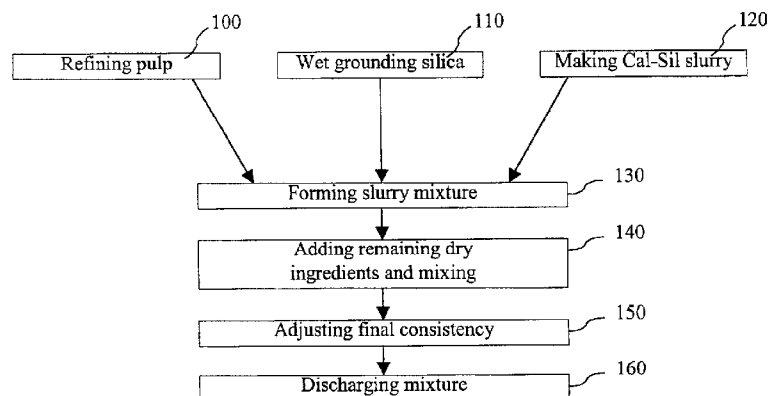 100
110
120
Refining pulp
Wet grounding silica
Making Cal-Sil slurry
130
Forming slurry mixture
140
Adding remaining dry
ingredients and mixing
150
Adjusting final consistency
160
Discharging mixture